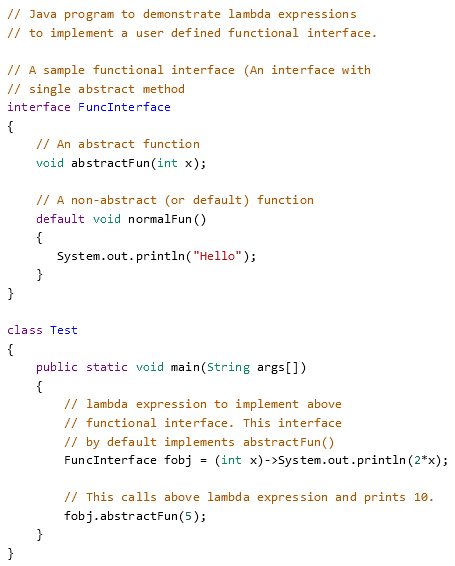 // Java program to demonstrate lambda expressions
// to implement a user defined functional interface.

// A sample functional interface (An interface with
// single abstract method
interface FuncInterface
{
    // An abstract function
    void abstractFun(int x);

    // A non-abstract (or default) function
    default void normalFun()
    {
       System.out.println("Hello");
    }
}

class Test
{
    public static void main(String args[])
    {
        // lambda expression to implement above
        // functional interface. This interface
        // by default implements abstractFun()
        FuncInterface fobj = (int x)->System.out.println(2*x);

        // This calls above lambda expression and prints 10.
        fobj.abstractFun(5);
    }
}